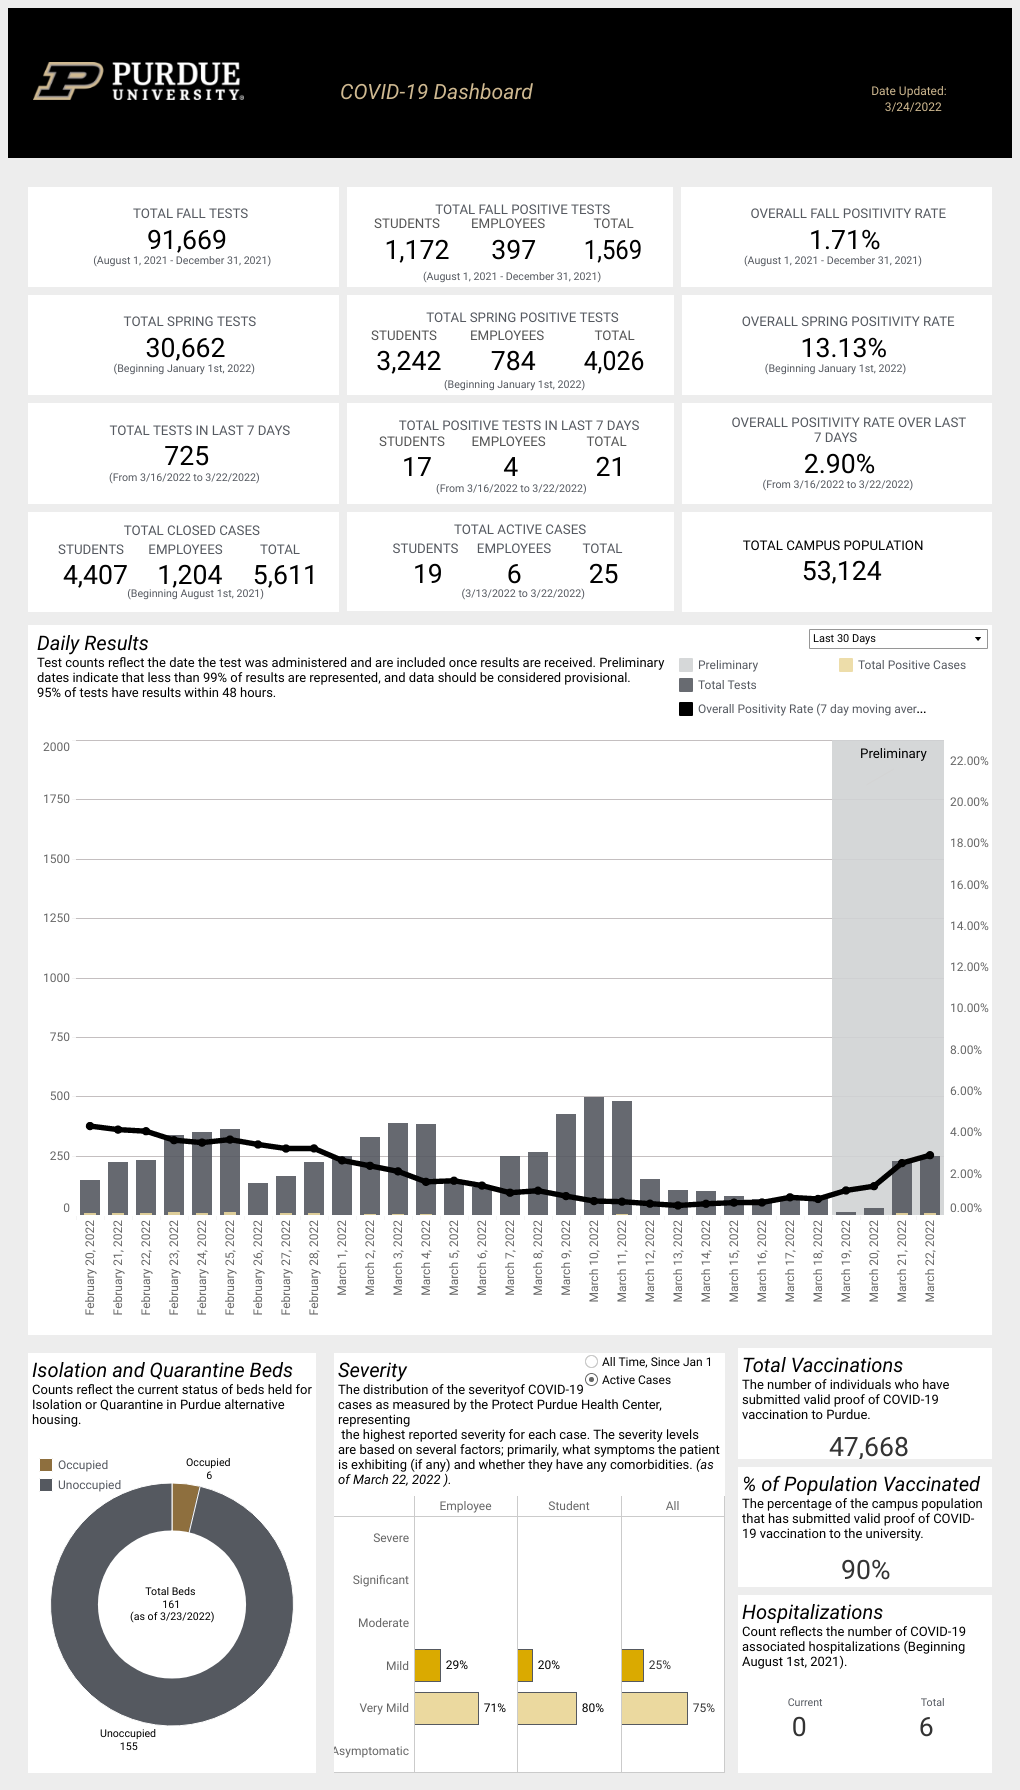 PURDUE
UNIVERSITY®
COVID-19 Dashboard
Date Updated:
3/24/2022
TOTAL FALL TESTS
91,669
(August 1, 2021 - December 31, 2021)
TOTAL FALL POSITIVE TESTS
STUDENTS EMPLOYEES TOTAL
1,172 397 1,569
(August 1, 2021 - December 31, 2021)
OVERALL FALL POSITIVITY RATE
1.71%
(August 1, 2021 - December 31, 2021)
TOTAL SPRING TESTS
30,662
(Beginning January 1st, 2022)
TOTAL SPRING POSITIVE TESTS
STUDENTS EMPLOYEES TOTAL
3,242 784 4,026
(Beginning January 1st, 2022)
OVERALL SPRING POSITIVITY RATE
13.13%
(Beginning January 1st, 2022)
TOTAL TESTS IN LAST 7 DAYS
725
(From 3/16/2022 to 3/22/2022)
TOTAL POSITIVE TESTS IN LAST 7 DAYS
STUDENTS EMPLOYEES TOTAL
17 4 21
(From 3/16/2022 to 3/22/2022)
OVERALL POSITIVITY RATE OVER LAST
7 DAYS
2.90%
(From 3/16/2022 to 3/22/2022)
TOTAL CLOSED CASES
STUDENTS EMPLOYEES TOTAL
4,407 1,204 5,611
(Beginning August 1st, 2021)
TOTAL ACTIVE CASES
STUDENTS EMPLOYEES TOTAL
19 6 25
(3/13/2022 to 3/22/2022)
TOTAL CAMPUS POPULATION
53,124
Daily Results
Test counts reflect the date the test was administered and are included once results are received. Preliminary
dates indicate that less than 99% of results are represented, and data should be considered provisional.
95% of tests have results within 48 hours.
Last 30 Days
Preliminary
Total Positive Cases
Total Tests
Overall Positivity Rate (7 day moving aver...
Preliminary
2000
1750
1500
1250
1000
750
500
250
0
22.00%
20.00%
18.00%
16.00%
14.00%
12.00%
10.00%
8.00%
6.00%
4.00%
2.00%
0.00%
February 20, 2022
February 21, 2022
February 22, 2022
February 23, 2022
February 24, 2022
February 25, 2022
February 26, 2022
February 27, 2022
February 28, 2022
March 1, 2022
March 2, 2022
March 3, 2022
March 4, 2022
March 5, 2022
March 6, 2022
March 7, 2022
March 8, 2022
March 9, 2022
March 10, 2022
March 11, 2022
March 12, 2022
March 13, 2022
March 14, 2022
March 15, 2022
March 16, 2022
March 17, 2022
March 18, 2022
March 19, 2022
March 20, 2022
March 21, 2022
March 22, 2022
Isolation and Quarantine Beds
Counts reflect the current status of beds held for
Isolation or Quarantine in Purdue alternative
housing.
Occupied
Unoccupied
Occupied
6
Total Beds
161
(as of 3/23/2022)
Unoccupied
155
Severity
All Time, Since Jan 1
Active Cases
The distribution of the severityof COVID-19
cases as measured by the Protect Purdue Health Center,
representing
the highest reported severity for each case. The severity levels
are based on several factors; primarily, what symptoms the patient
is exhibiting (if any) and whether they have any comorbidities. (as
of March 22, 2022 ).
Employee Student All
Severe
Significant
Moderate
Mild 29% 20% 25%
Very Mild 71% 80% 75%
Asymptomatic
Total Vaccinations
The number of individuals who have
submitted valid proof of COVID-19
vaccination to Purdue.
47,668
% of Population Vaccinated
The percentage of the campus population
that has submitted valid proof of COVID-
19 vaccination to the university.
90%
Hospitalizations
Count reflects the number of COVID-19
associated hospitalizations (Beginning
August 1st, 2021).
Current Total
0 6